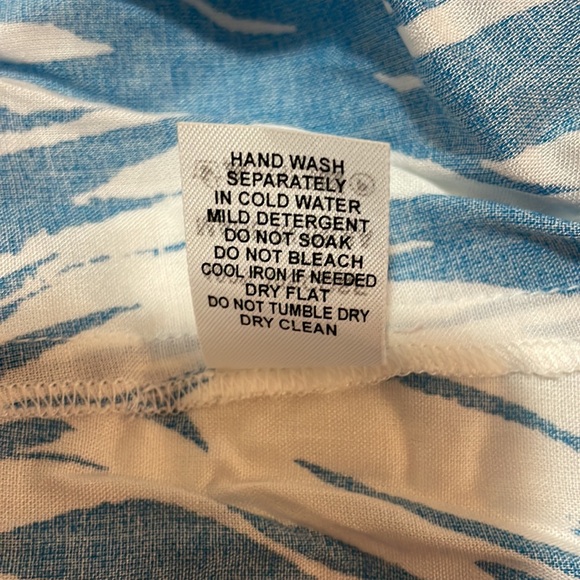 HAND WASH
SEPARATELY
IN COLD WATER
MILD DETERGENT
DO NOT SOAK
DO NOT BLEACH
COOL IRON IF NEEDED
DRY FLAT
DO NOT TUMBLE DRY
DRY CLEAN